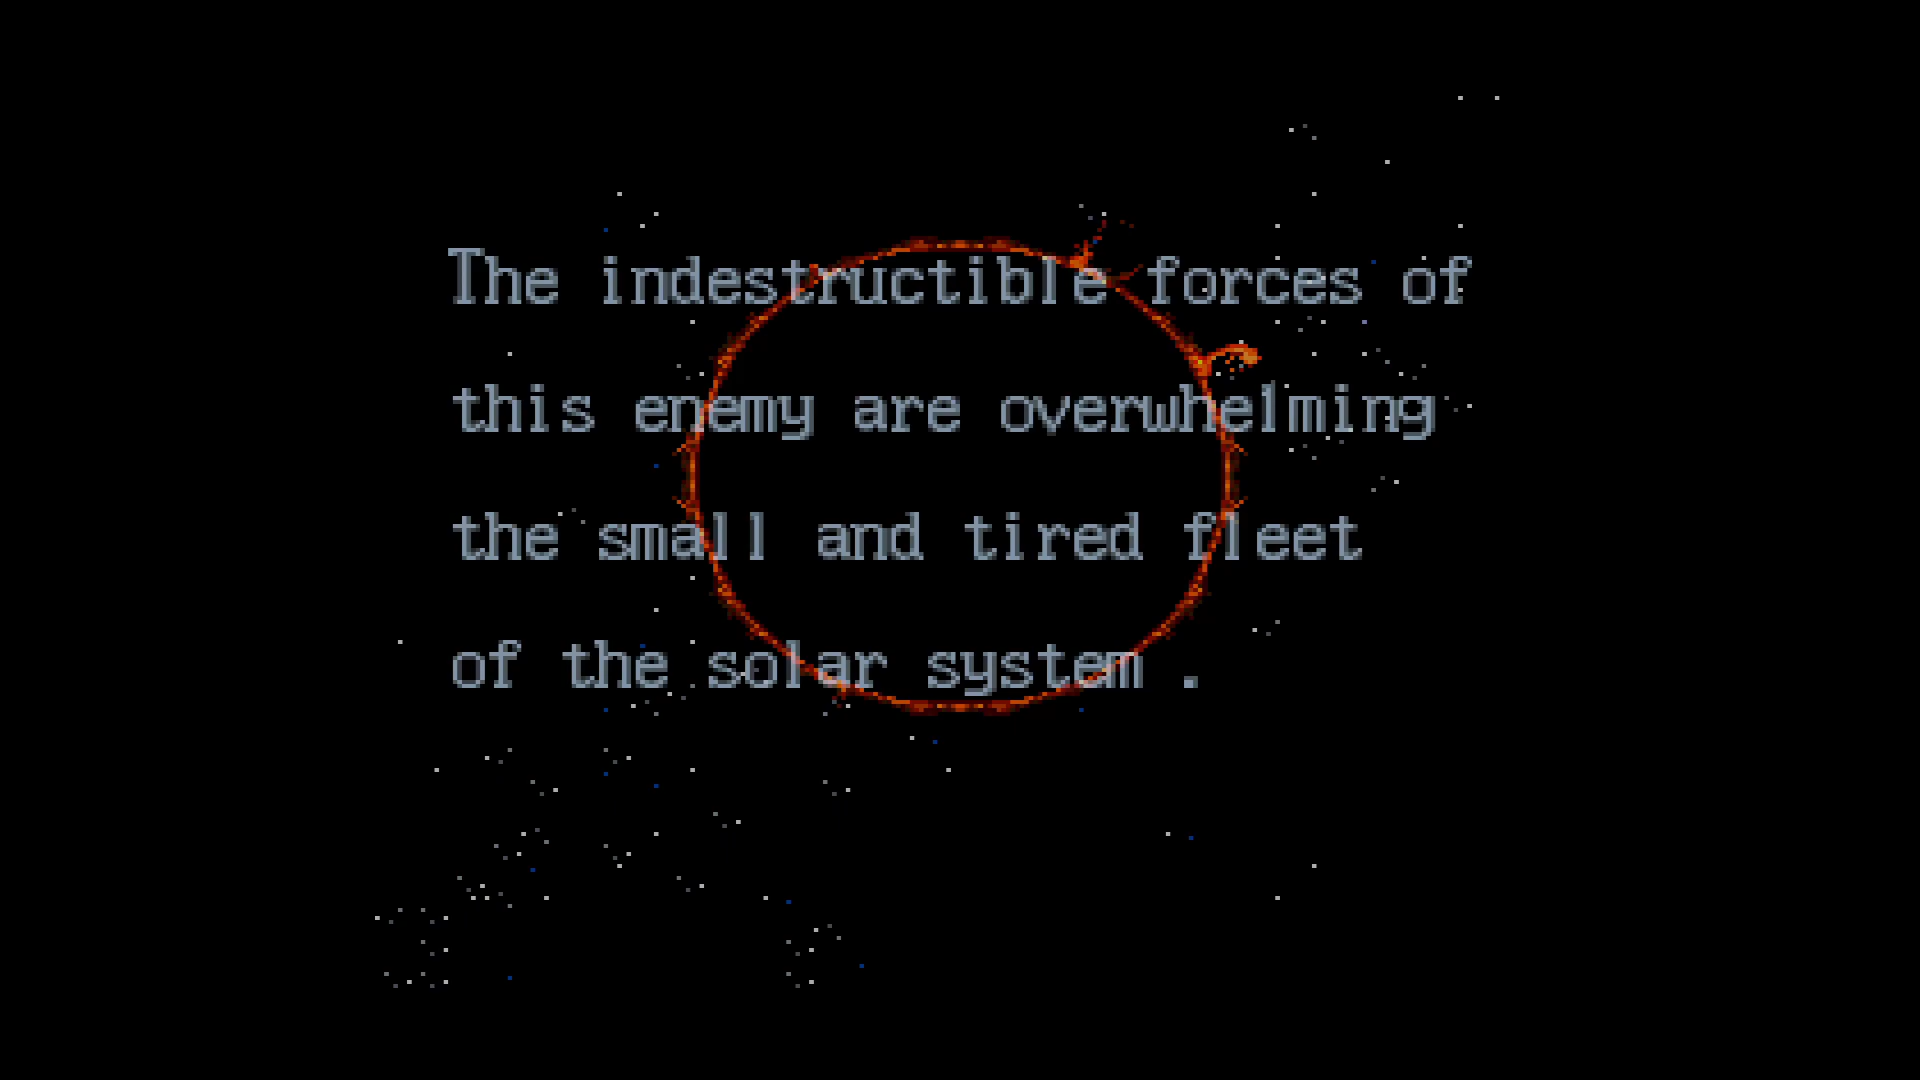 The indestructible forces of
this enemy are overwhelming
the small and tired fleet
of the solar system .